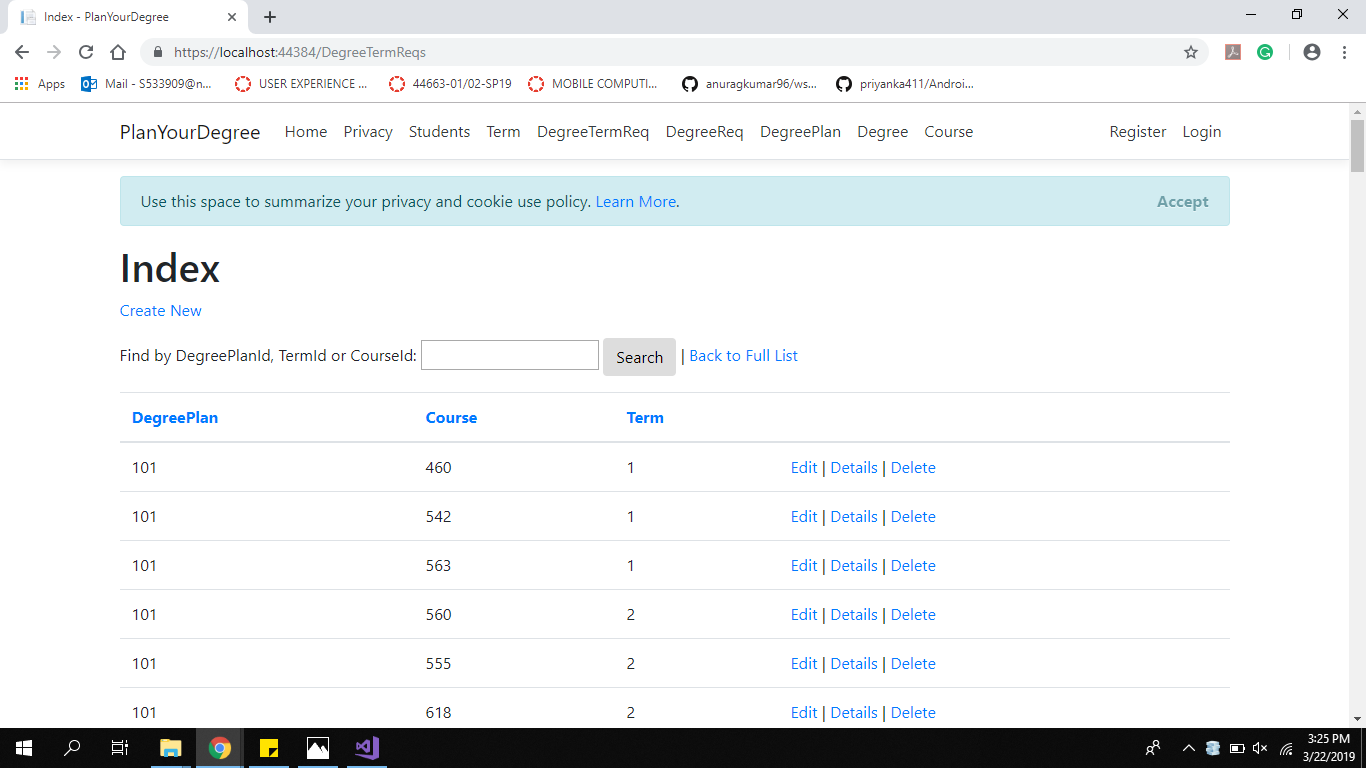 Index - PlanYourDegree
https://localhost:44384/DegreeTermReqs
Apps Mail - S533909@n... USER EXPERIENCE ... 44663-01/02-SP19 MOBILE COMPUTI... anuragkumar96/ws... priyanka411/Androi...
PlanYourDegree Home Privacy Students Term DegreeTermReq DegreeReq DegreePlan Degree Course Register Login
Use this space to summarize your privacy and cookie use policy. Learn More. Accept
Index
Create New
Find by DegreePlanId, TermId or CourseId: Search | Back to Full List
DegreePlan Course Term
101 460 1 Edit | Details | Delete
101 542 1 Edit | Details | Delete
101 563 1 Edit | Details | Delete
101 560 2 Edit | Details | Delete
101 555 2 Edit | Details | Delete
101 618 2 Edit | Details | Delete
3:25 PM
3/22/2019